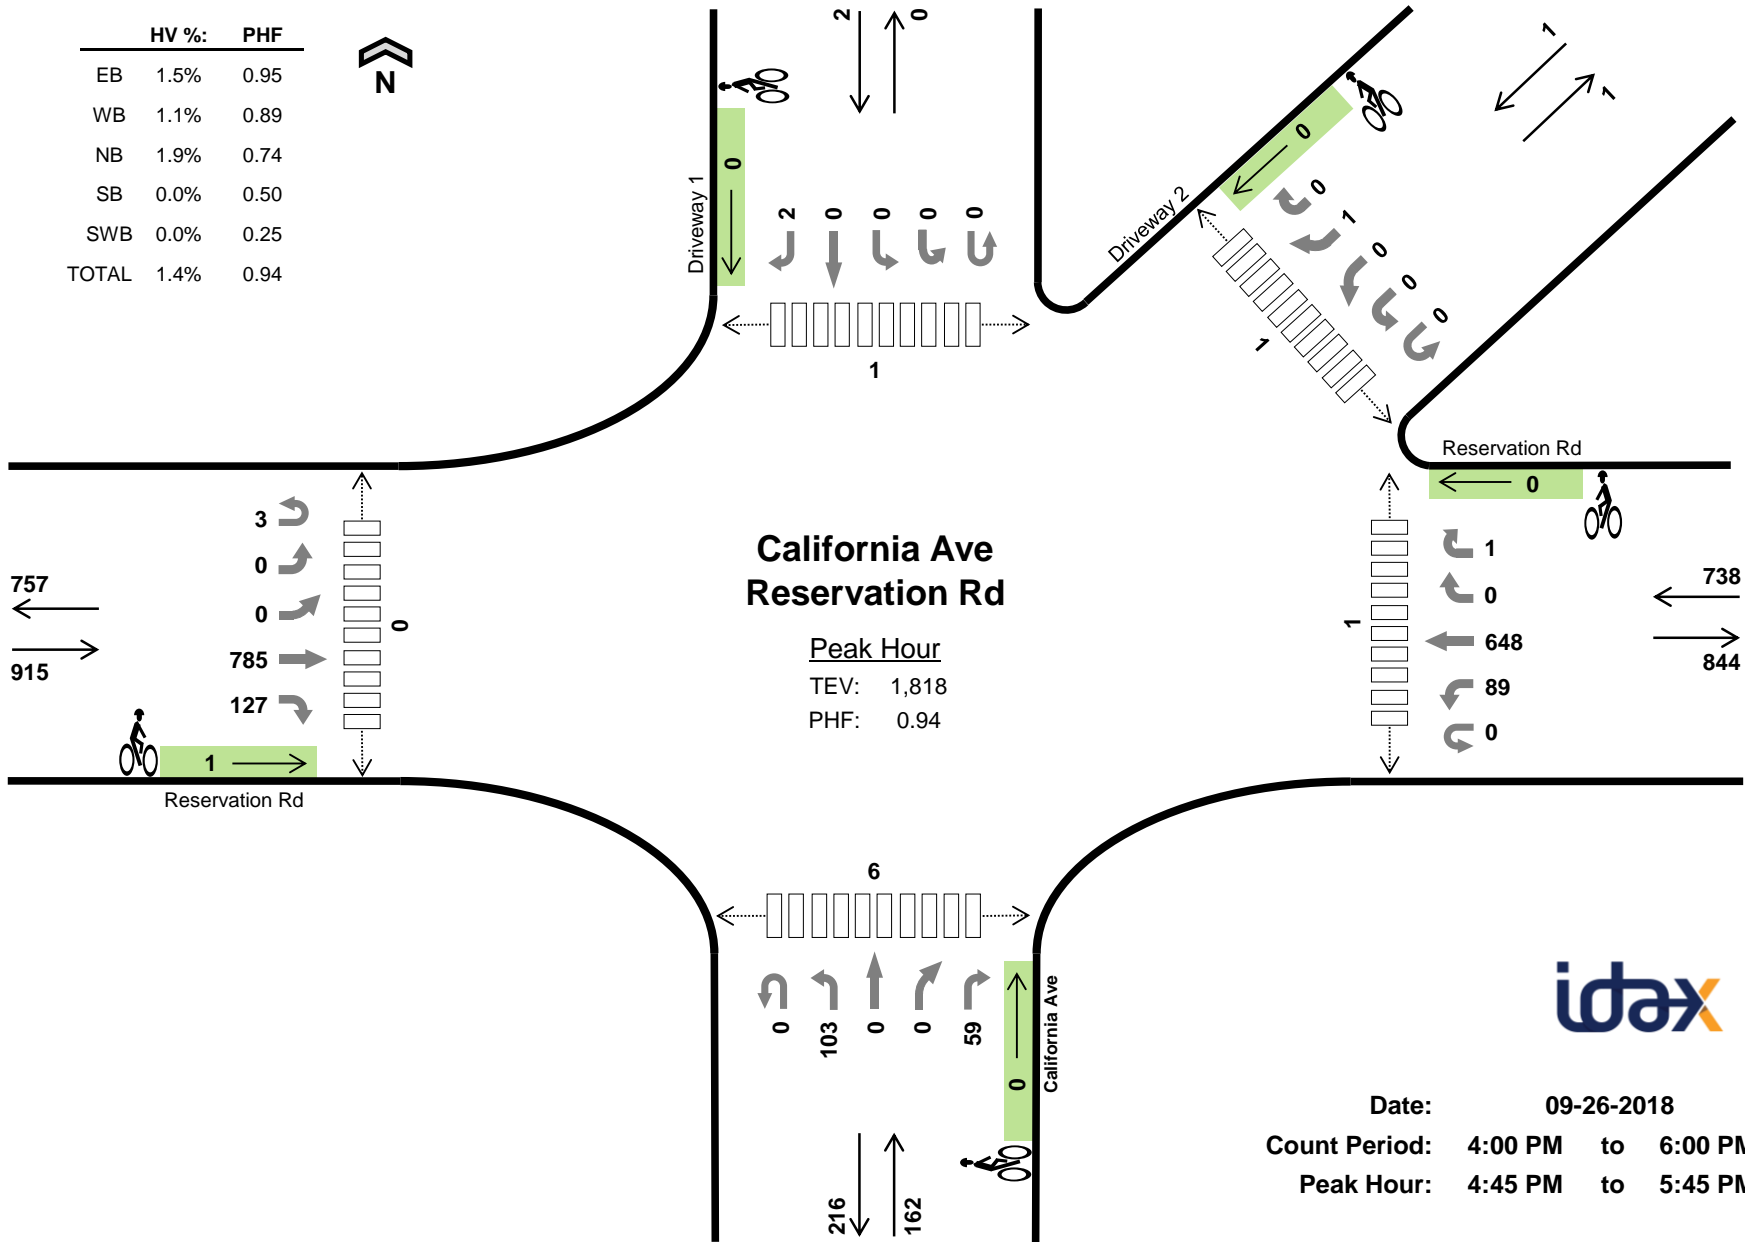 HV %: PHF
EB 1.5% 0.95
WB 1.1% 0.89
NB 1.9% 0.74
SB 0.0% 0.50
SWB 0.0% 0.25
TOTAL 1.4% 0.94
N
2 0
Driveway 1
0
2 0 0 0 0
1
1
1
Driveway 2
0
0
1
0
0
0
1
Reservation Rd
0
3
0
0
785
127
0
757
915
1
Reservation Rd
California Ave
Reservation Rd
Peak Hour
TEV: 1,818
PHF: 0.94
1
1
0
648
89
0
738
844
6
0 103 0 0 59
0
California Ave
216 162
idax
Date: 09-26-2018
Count Period: 4:00 PM to 6:00 PM
Peak Hour: 4:45 PM to 5:45 PM